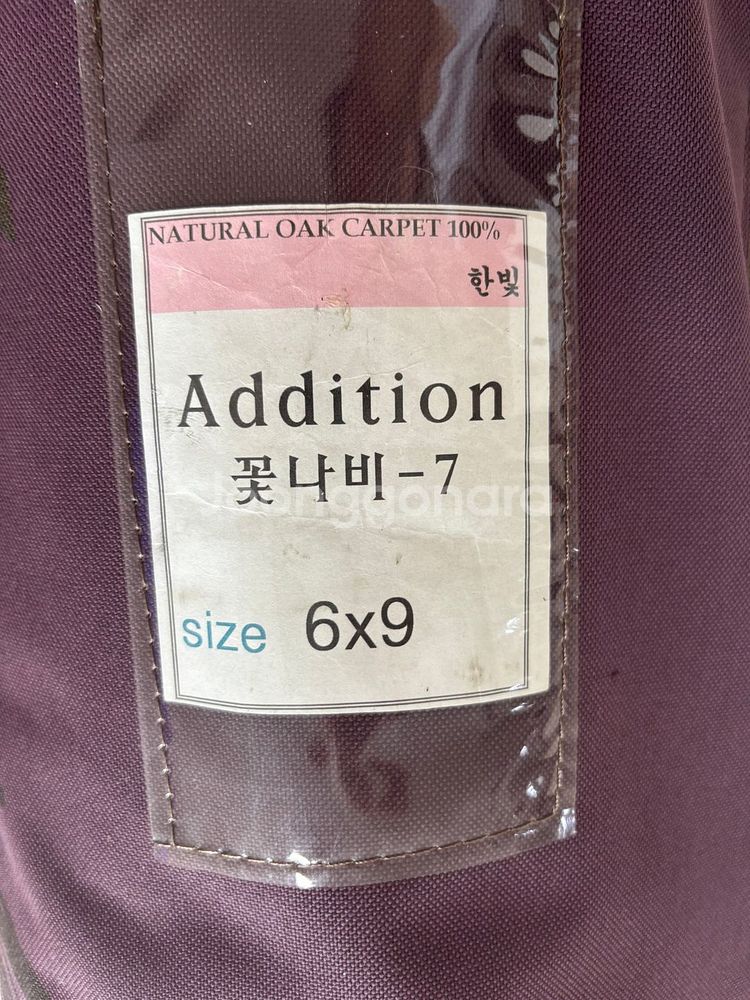 NATURAL OAK CARPET 100%
한빛
Addition
꽃나비-7
Joonggonara
size 6x9